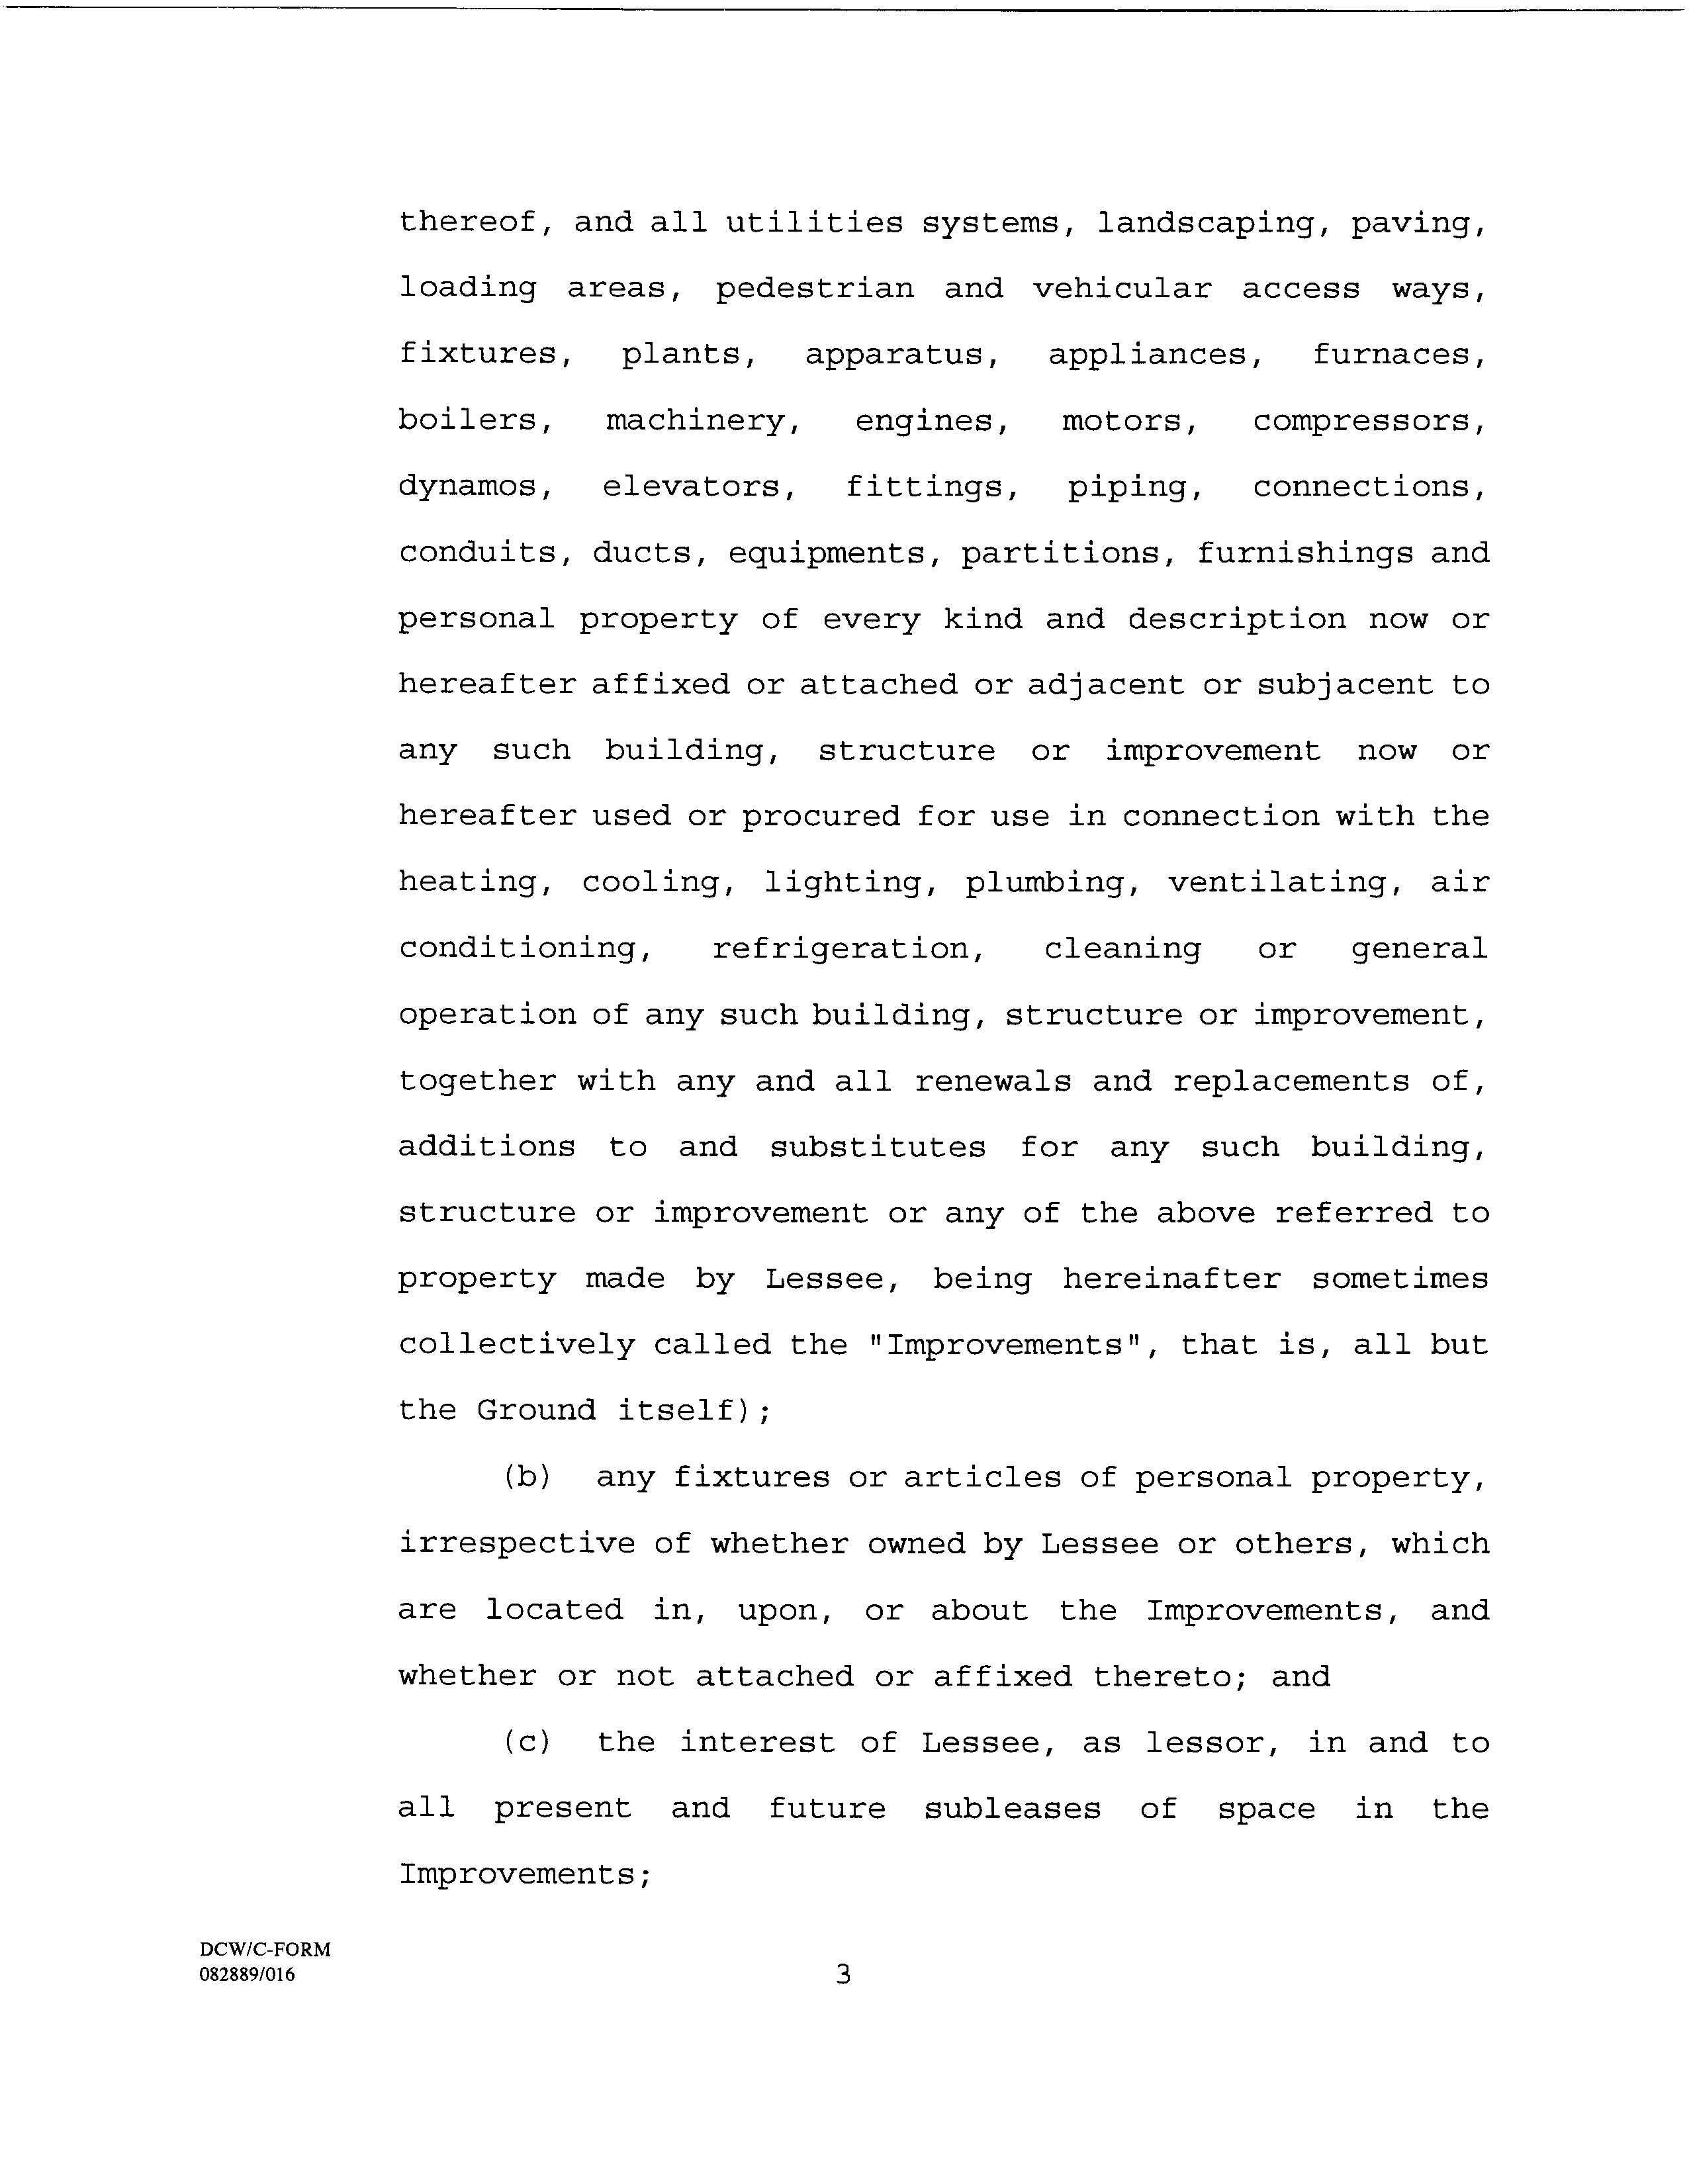 thereof, and all utilities systems, landscaping, paving,
loading areas, pedestrian and vehicular access ways,
fixtures, plants, apparatus, appliances, furnaces,
boilers, machinery, engines, motors, compressors,
dynamos, elevators, fittings, piping, connections,
conduits, ducts, equipments, partitions, furnishings and
personal property of every kind and description now or
hereafter affixed or attached or adjacent or subjacent to
any such building, structure or improvement now or
hereafter used or procured for use in connection with the
heating, cooling, lighting, plumbing, ventilating, air
conditioning, refrigeration, cleaning or general
operation of any such building, structure or improvement,
together with any and all renewals and replacements of,
additions to and substitutes for any such building,
structure or improvement or any of the above referred to
property made by Lessee, being hereinafter sometimes
collectively called the "Improvements", that is, all but
the Ground itself);
(b) any fixtures or articles of personal property,
irrespective of whether owned by Lessee or others, which
are located in, upon, or about the Improvements, and
whether or not attached or affixed thereto; and
(c) the interest of Lessee, as lessor, in and to
all present and future subleases of space in the
Improvements;
DCW/C-FORM
082889/016
3